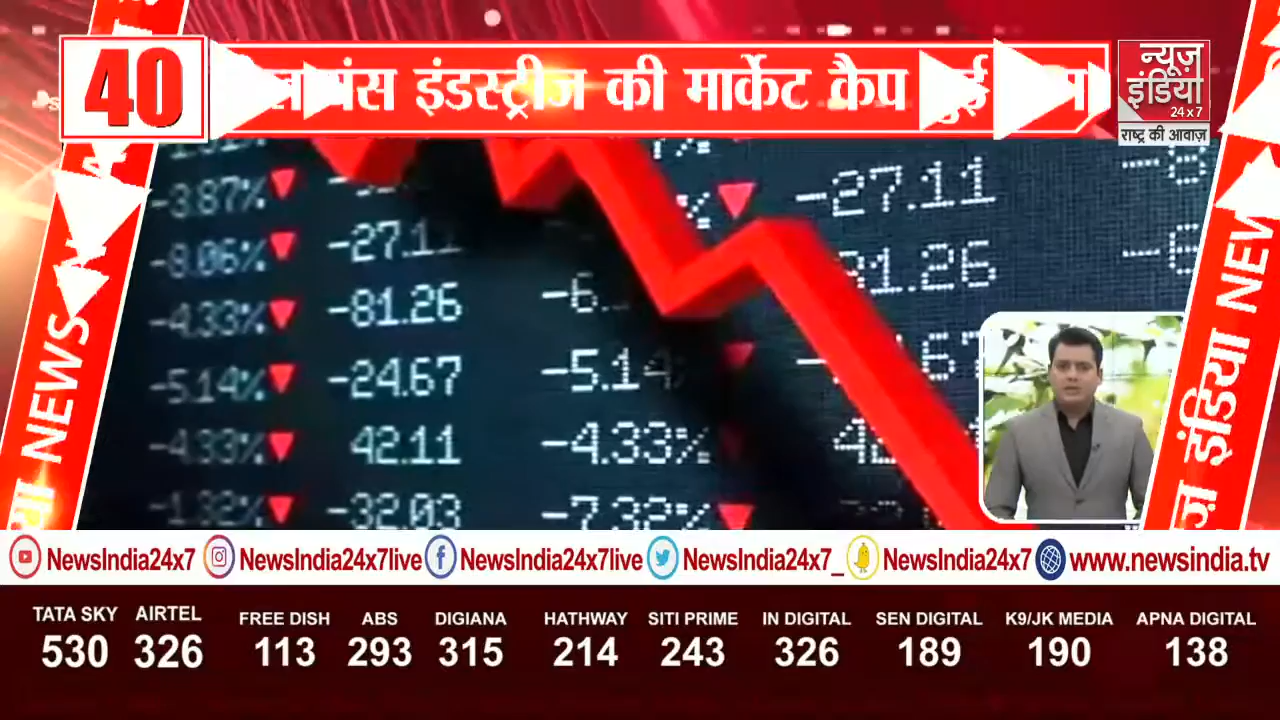 40
इंडस्ट्रीज की मार्केट कैप
न्यूज़
इंडिया
24x7
राष्ट्र की आवाज़
-3.87%
-8.06% -27.11
-4.33% -81.26
-5.14% -24.67 -5.14
-4.33% 42.11 -4.33%
-1.32% -32.03 -7.32%
-27.11
NEWS
इंडिया
NewsIndia24x7 NewsIndia24x7live NewsIndia24x7live NewsIndia24x7_ NewsIndia24x7 www.newsindia.tv
TATA SKY AIRTEL FREE DISH ABS DIGIANA HATHWAY SITI PRIME IN DIGITAL SEN DIGITAL K9/JK MEDIA APNA DIGITAL
530 326 113 293 315 214 243 326 189 190 138